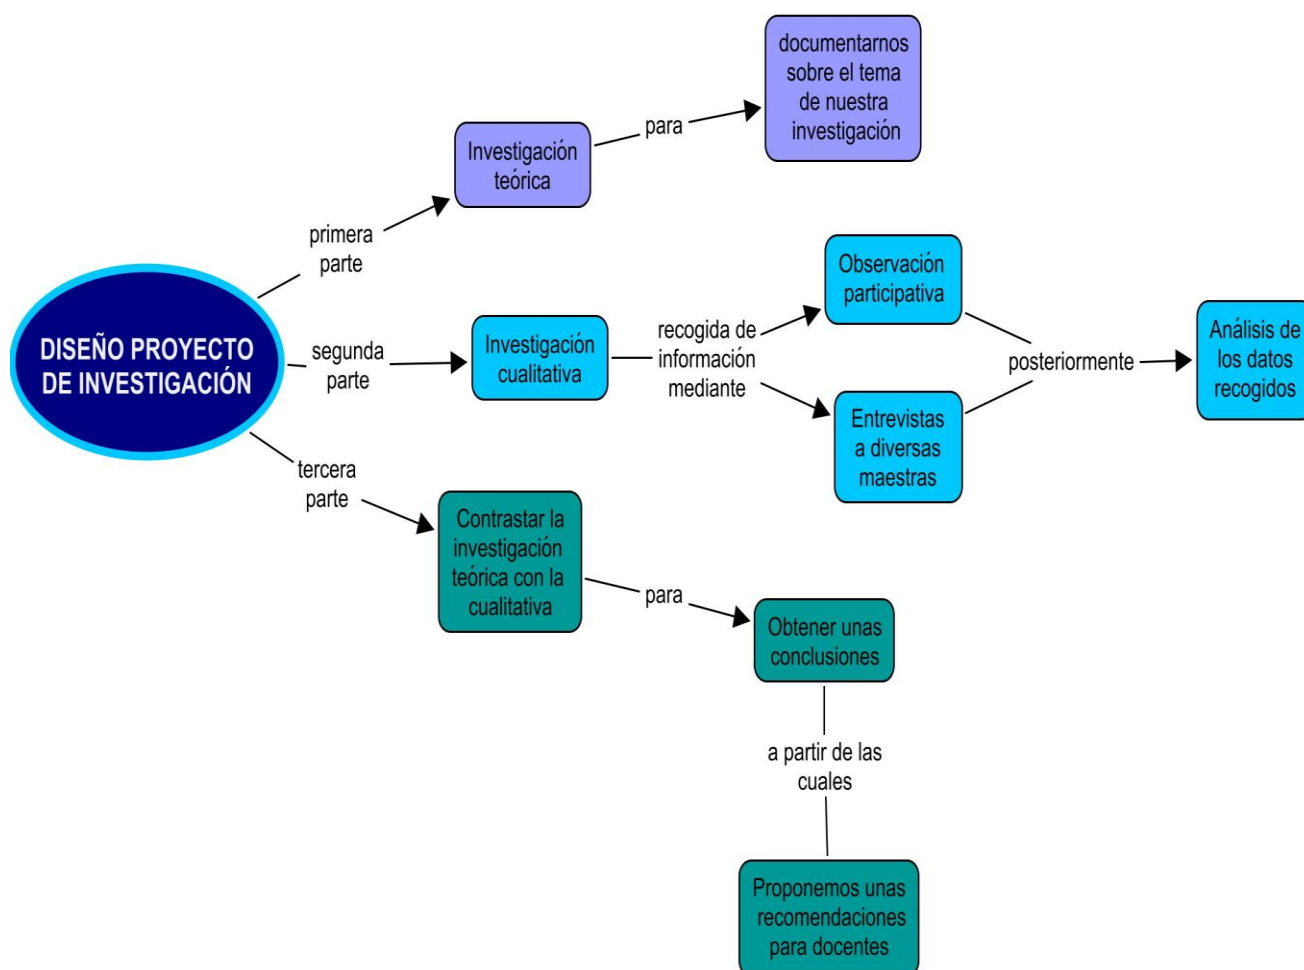 DISEÑO PROYECTO
DE INVESTIGACIÓN
primera
parte
Investigación
teórica
para
documentarnos
sobre el tema
de nuestra
investigación
segunda
parte
Investigación
cualitativa
recogida de
información
mediante
Observación
participativa
Entrevistas
a diversas
maestras
posteriormente
Análisis de
los datos
recogidos
tercera
parte
Contrastar la
investigación
teórica con la
cualitativa
para
Obtener unas
conclusiones
a partir de las
cuales
Proponemos unas
recomendaciones
para docentes